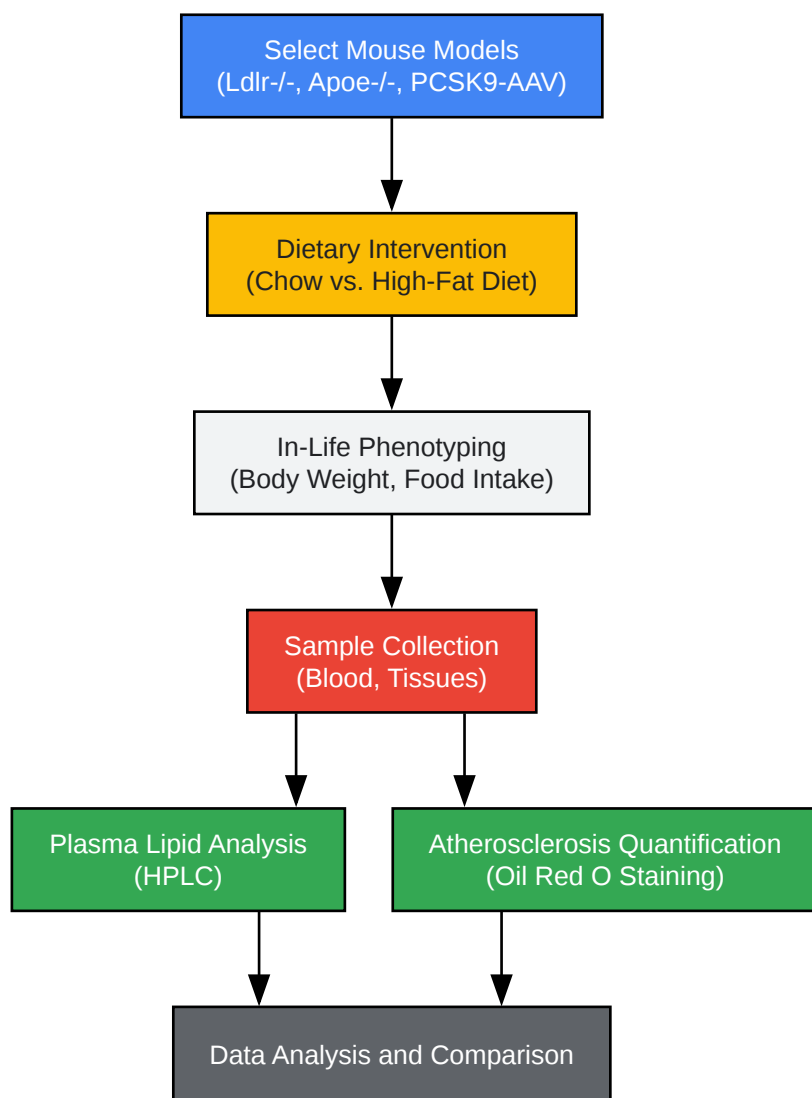 Select Mouse Models
(Ldlr-/-, Apoe-/-, PCSK9-AAV)
Dietary Intervention
(Chow vs. High-Fat Diet)
In-Life Phenotyping
(Body Weight, Food Intake)
Sample Collection
(Blood, Tissues)
Plasma Lipid Analysis
(HPLC)
Atherosclerosis Quantification
(Oil Red O Staining)
Data Analysis and Comparison